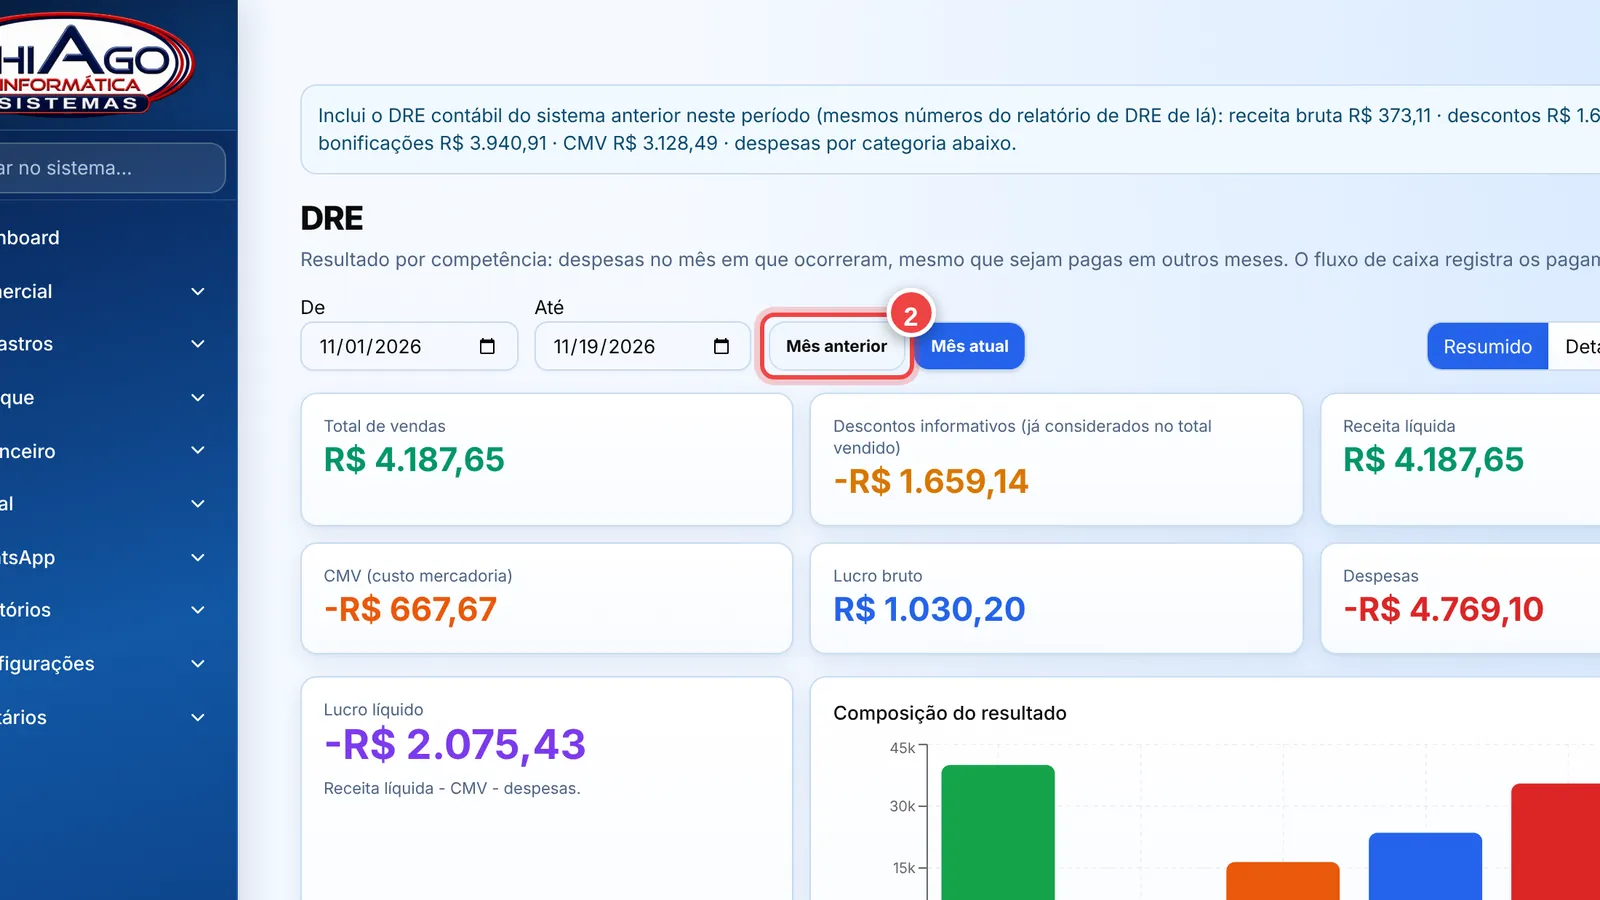 HIAGO
INFORMÁTICA
SISTEMAS
ar no sistema...
nboard
ercial
astros
que
nceiro
al
tsApp
tórios
figurações
tários
Inclui o DRE contábil do sistema anterior neste período (mesmos números do relatório de DRE de lá): receita bruta R$ 373,11 · descontos R$ 1.6
bonificações R$ 3.940,91 · CMV R$ 3.128,49 · despesas por categoria abaixo.
DRE
Resultado por competência: despesas no mês em que ocorreram, mesmo que sejam pagas em outros meses. O fluxo de caixa registra os pagam
De
Até
11/01/2026
11/19/2026
Mês anterior
2
Mês atual
Resumido
Deta
Total de vendas
R$ 4.187,65
Descontos informativos (já considerados no total
vendido)
-R$ 1.659,14
Receita líquida
R$ 4.187,65
CMV (custo mercadoria)
-R$ 667,67
Lucro bruto
R$ 1.030,20
Despesas
-R$ 4.769,10
Lucro líquido
-R$ 2.075,43
Receita líquida - CMV - despesas.
Composição do resultado
45k
30k
15k